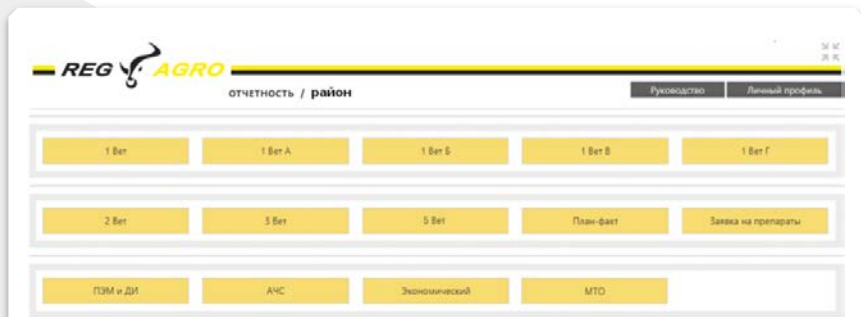 REG AGRO
отчетность / район
Руководство Личный профиль
1 Вет 1 Вет А 1 Вет Б 1 Вет В 1 Вет Г
2 Вет 3 Вет 5 Вет План-факт Заявка на препараты
ПЭМ и ДИ АЧС Экономический МТО